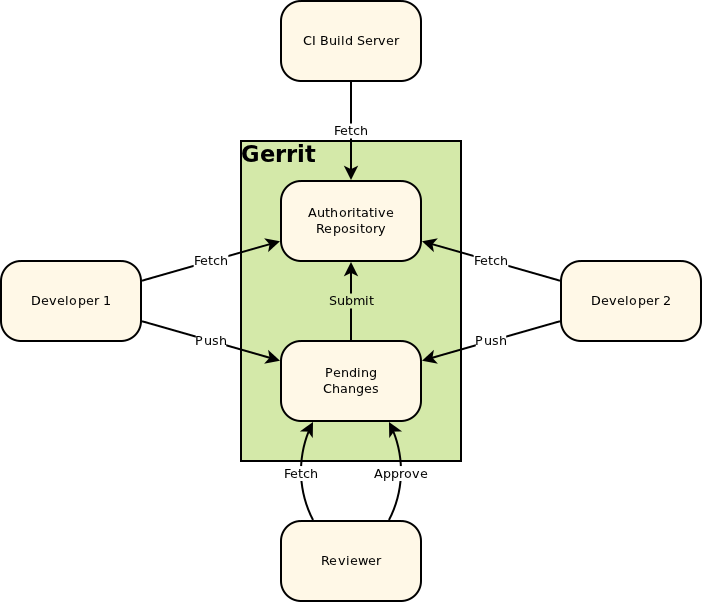 CI Build Server
Fetch
Gerrit
Authoritative
Repository
Fetch
Fetch
Developer 1
Submit
Developer 2
Push
Push
Pending
Changes
Fetch
Approve
Reviewer